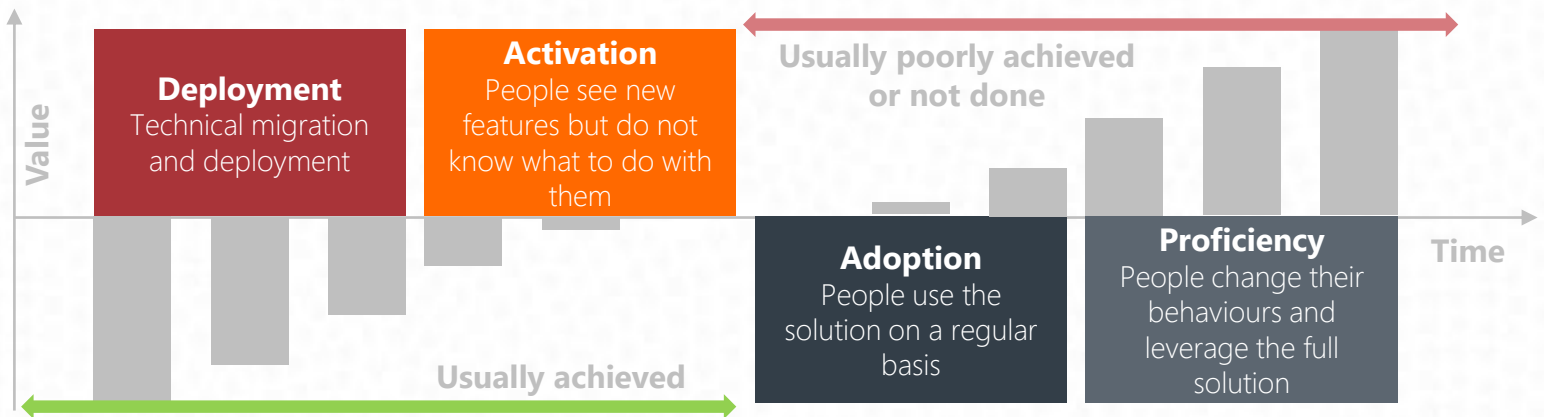 Value
Deployment
Technical migration
and deployment
Activation
People see new
features but do not
know what to do with
them
Usually poorly achieved
or not done
Usually achieved
Adoption
People use the
solution on a regular
basis
Proficiency
People change their
behaviours and
leverage the full
solution
Time